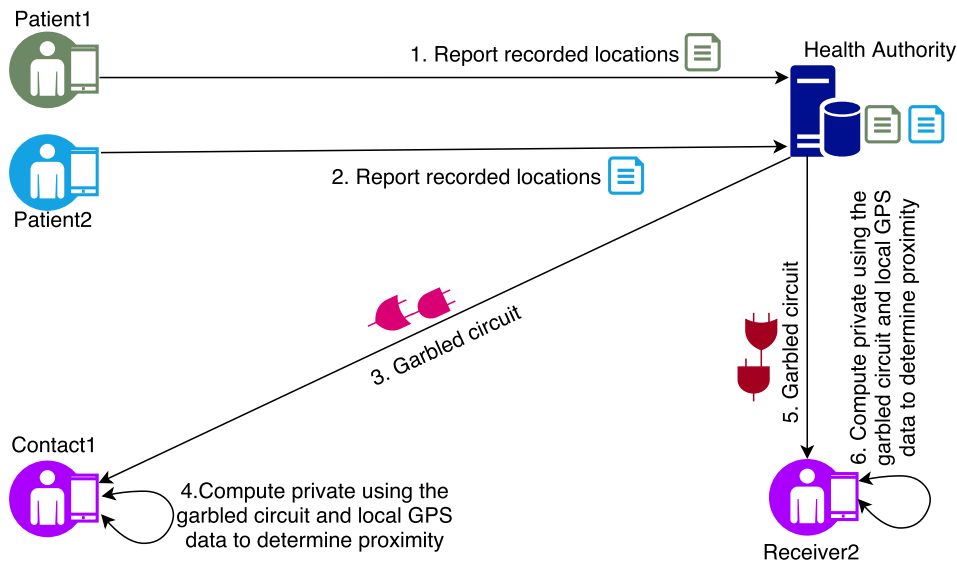 Patient1
1. Report recorded locations
Health Authority
2. Report recorded locations
Patient2
3. Garbled circuit
5. Garbled circuit
6. Compute private using the
garbled circuit and local GPS
data to determine proximity
Contact1
4.Compute private using the
garbled circuit and local GPS
data to determine proximity
Receiver2